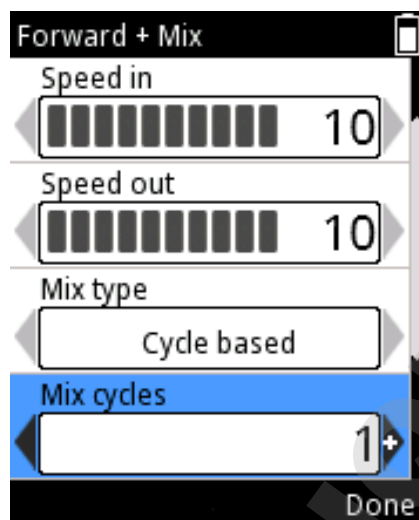 Forward + Mix
Speed in
10
Speed out
10
Mix type
Cycle based
Mix cycles
1+
Done